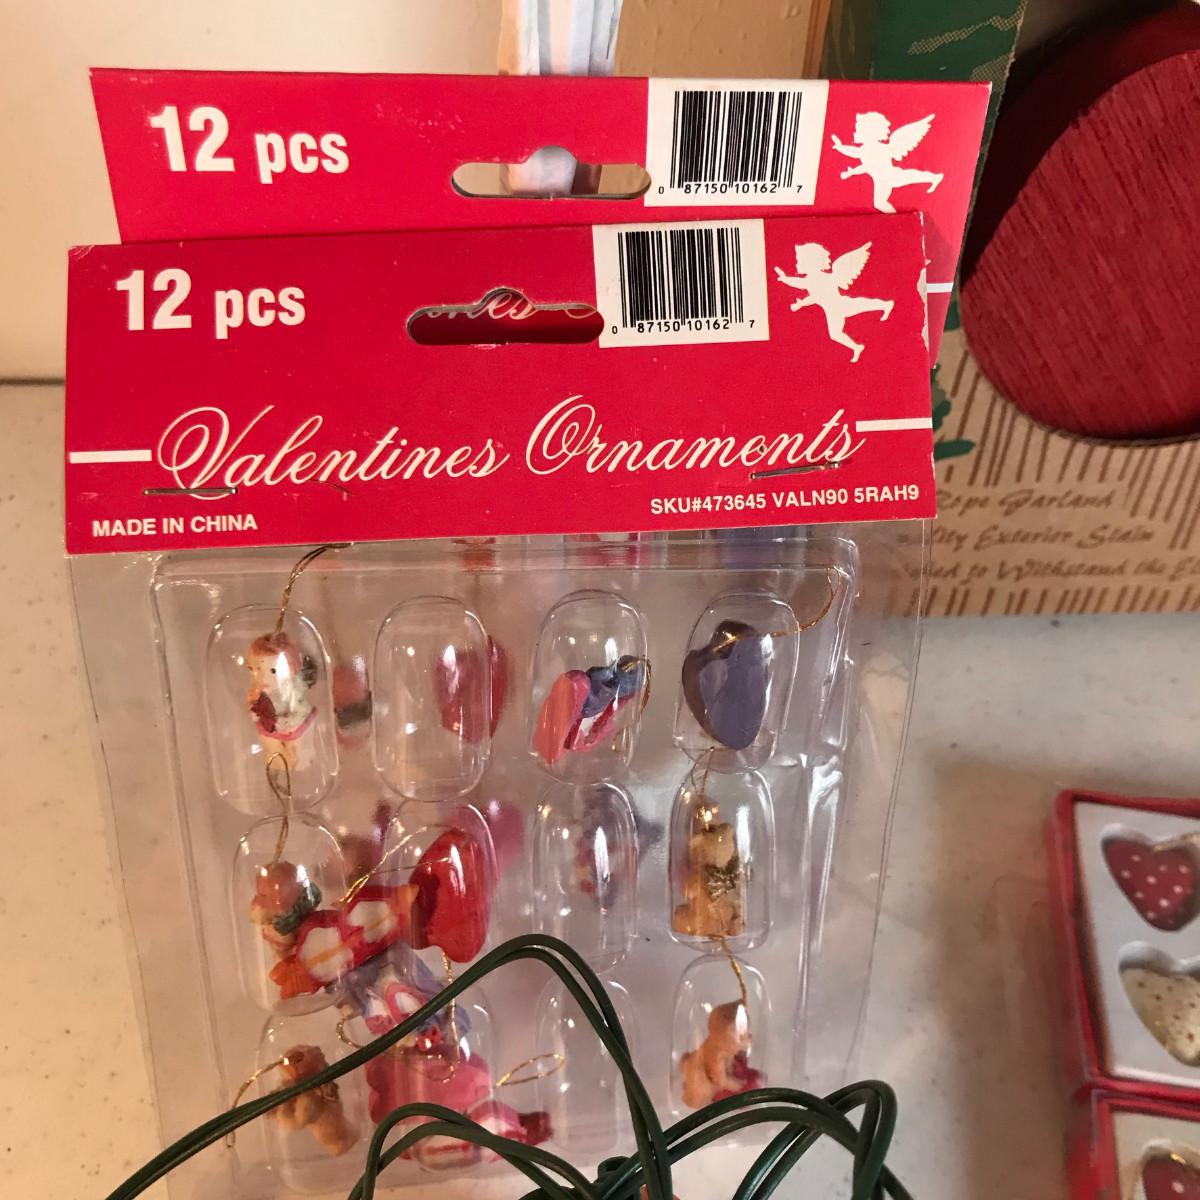 12 pcs
0 87150 10162 7
12 pcs
0 87150 10162 7
Valentines Ornaments
MADE IN CHINA
SKU#473645 VALN90 5RAH9
Rope Garland
Exterior Stain
to Withstand the